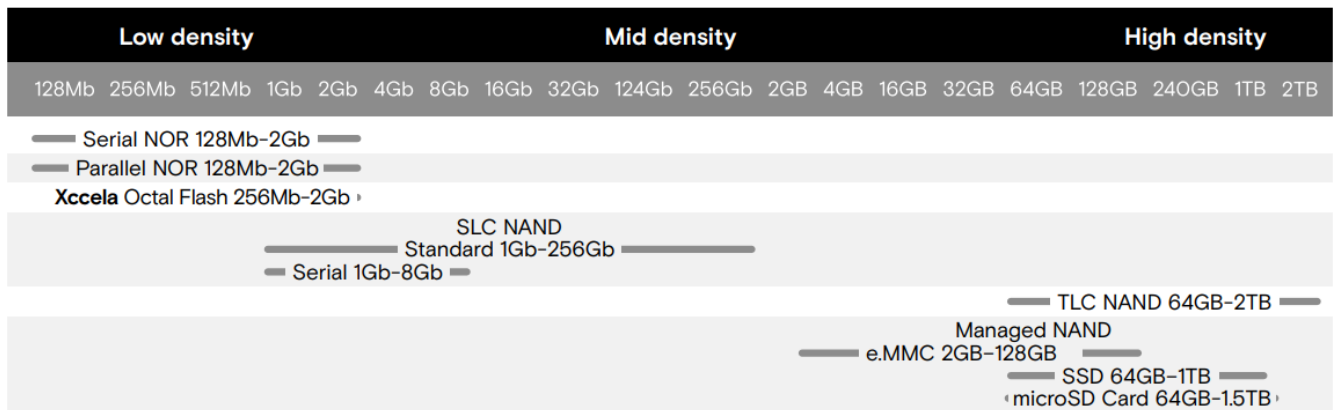 Low density Mid density High density
128Mb 256Mb 512Mb 1Gb 2Gb 4Gb 8Gb 16Gb 32Gb 124Gb 256Gb 2GB 4GB 16GB 32GB 64GB 128GB 240GB 1TB 2TB
Serial NOR 128Mb-2Gb
Parallel NOR 128Mb-2Gb
Xccela Octal Flash 256Mb-2Gb
SLC NAND
Standard 1Gb-256Gb
Serial 1Gb-8Gb
TLC NAND 64GB-2TB
Managed NAND
e.MMC 2GB–128GB
SSD 64GB–1TB
microSD Card 64GB-1.5TB